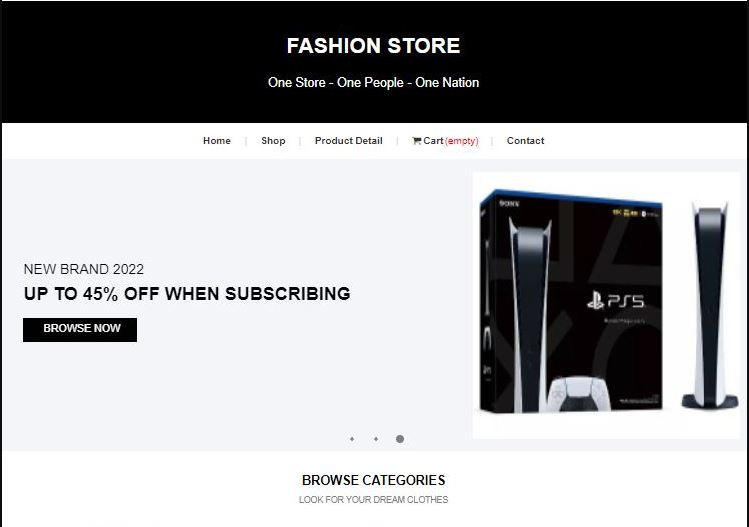 FASHION STORE
One Store - One People - One Nation
Home | Shop | Product Detail | Cart(empty) | Contact
SONY
4K
PS5
NEW BRAND 2022
UP TO 45% OFF WHEN SUBSCRIBING
BROWSE NOW
BROWSE CATEGORIES
LOOK FOR YOUR DREAM CLOTHES